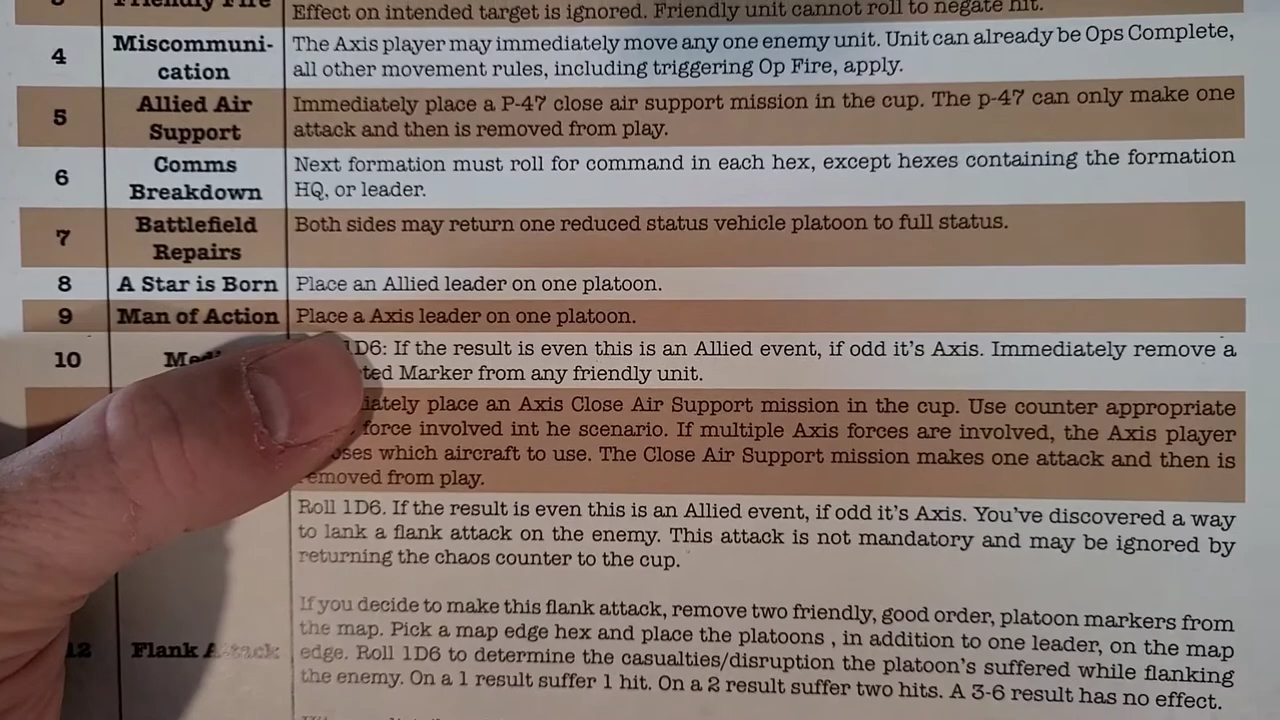 Effect on intended target is ignored. Friendly unit cannot roll to negate hit.
4
Miscommuni-
cation
The Axis player may immediately move any one enemy unit. Unit can already be Ops Complete,
all other movement rules, including triggering Op Fire, apply.
5
Allied Air
Support
Immediately place a P-47 close air support mission in the cup. The p-47 can only make one
attack and then is removed from play.
6
Comms
Breakdown
Next formation must roll for command in each hex, except hexes containing the formation
HQ, or leader.
7
Battlefield
Repairs
Both sides may return one reduced status vehicle platoon to full status.
8
A Star is Born
Place an Allied leader on one platoon.
9
Man of Action
Place a Axis leader on one platoon.
10
1D6: If the result is even this is an Allied event, if odd it's Axis. Immediately remove a
Marker from any friendly unit.
place an Axis Close Air Support mission in the cup. Use counter appropriate
force involved int he scenario. If multiple Axis forces are involved, the Axis player
which aircraft to use. The Close Air Support mission makes one attack and then is
removed from play.
12
Flank Attack
Roll 1D6. If the result is even this is an Allied event, if odd it's Axis. You've discovered a way
to lank a flank attack on the enemy. This attack is not mandatory and may be ignored by
returning the chaos counter to the cup.
If you decide to make this flank attack, remove two friendly, good order, platoon markers from
the map. Pick a map edge hex and place the platoons , in addition to one leader, on the map
edge. Roll 1D6 to determine the casualties/disruption the platoon's suffered while flanking
the enemy. On a 1 result suffer 1 hit. On a 2 result suffer two hits. A 3-6 result has no effect.